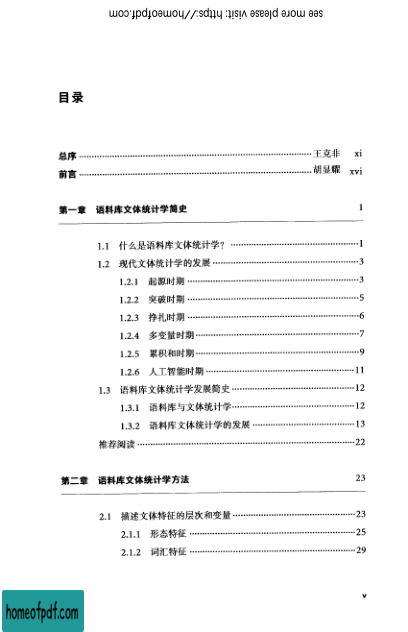 see more please visit: https://homeofpdf.com
目录
总序 ⋯⋯⋯⋯ 王克非 xi
前言 ⋯⋯⋯⋯ 胡显耀 xvi
第一章 语料库文体统计学简史 1
1.1 什么是语料库文体统计学? ⋯⋯⋯⋯ 1
1.2 现代文体统计学的发展 ⋯⋯⋯⋯ 3
1.2.1 起源时期 ⋯⋯⋯⋯ 3
1.2.2 突破时期 ⋯⋯⋯⋯ 5
1.2.3 挣扎时期 ⋯⋯⋯⋯ 6
1.2.4 多变量时期 ⋯⋯⋯⋯ 7
1.2.5 累积和时期 ⋯⋯⋯⋯ 9
1.2.6 人工智能时期 ⋯⋯⋯⋯ 11
1.3 语料库文体统计学发展简史 ⋯⋯⋯⋯ 12
1.3.1 语料库与文体统计学 ⋯⋯⋯⋯ 12
1.3.2 语料库文体统计学的发展 ⋯⋯⋯⋯ 13
推荐阅读 ⋯⋯⋯⋯ 22
第二章 语料库文体统计学方法 23
2.1 描述文体特征的层次和变量 ⋯⋯⋯⋯ 23
2.1.1 形态特征 ⋯⋯⋯⋯ 25
2.1.2 词汇特征 ⋯⋯⋯⋯ 29
v
homeofpdf.com